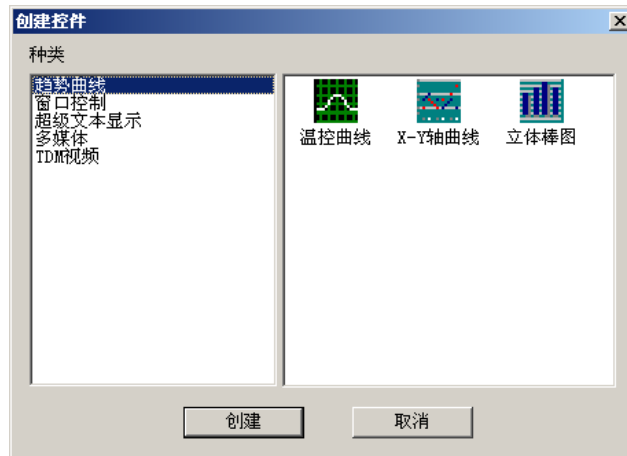 创建控件
种类
趋势曲线
窗口控制
超级文本显示
多媒体
TDM视频
温控曲线 X-Y轴曲线 立体棒图
创建 取消